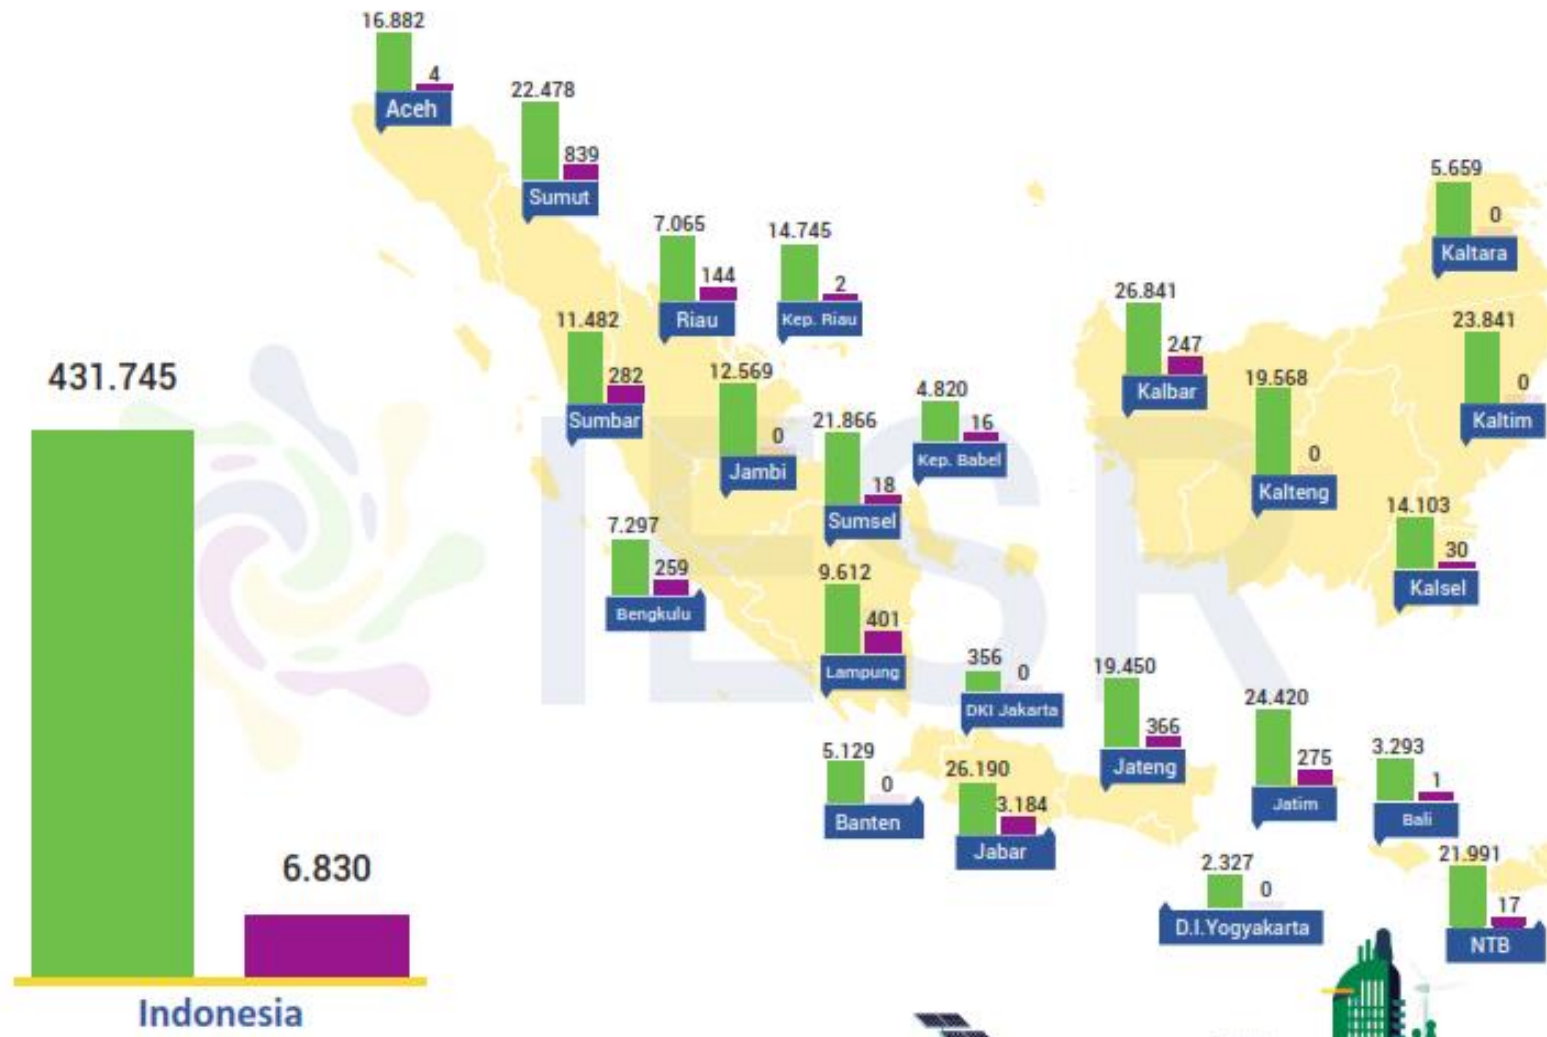 16.882
4
Aceh
22.478
839
Sumut
7.065
144
Riau
14.745
2
Kep. Riau
11.482
282
Sumbar
12.569
0
Jambi
21.866
18
Sumsel
4.820
16
Kep. Babel
7.297
259
Bengkulu
9.612
401
Lampung
5.659
0
Kaltara
26.841
247
Kalbar
19.568
0
Kalteng
23.841
0
Kaltim
14.103
30
Kalsel
356
0
DKI Jakarta
5.129
0
Banten
26.190
3.184
Jabar
19.450
366
Jateng
24.420
275
Jatim
3.293
1
Bali
2.327
0
D.I.Yogyakarta
21.991
17
NTB
431.745
6.830
Indonesia
IESR